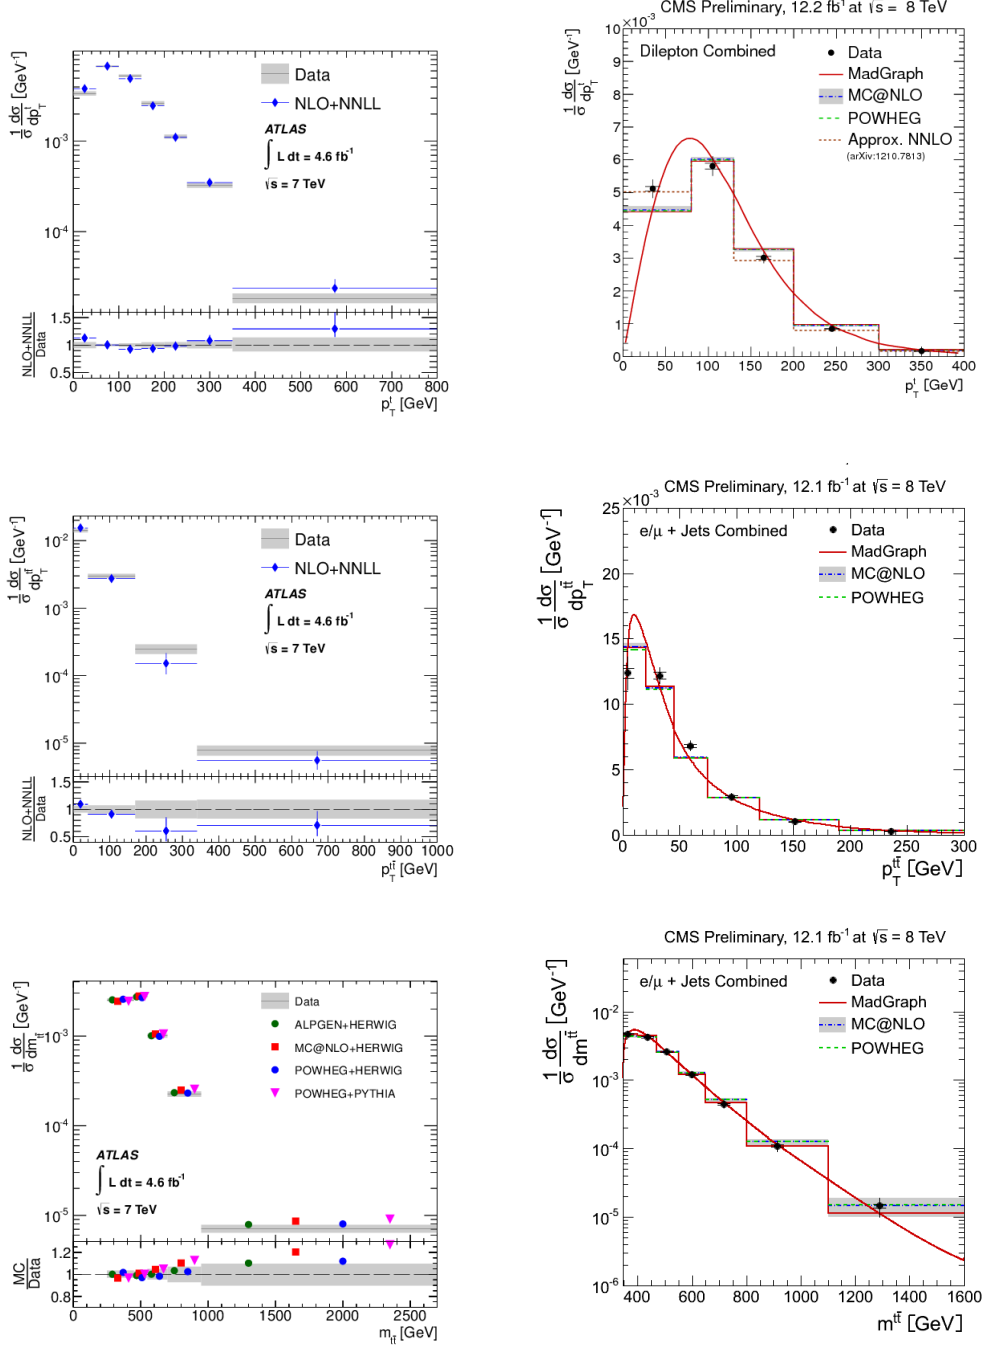 1/σ dσ/dp_T^t [GeV⁻¹]
10⁻³
10⁻⁴
Data
NLO+NNLL
ATLAS
∫ L dt = 4.6 fb⁻¹
√s = 7 TeV
NLO+NNLL/Data
1.5
1
0.5
0 100 200 300 400 500 600 700 800
p_T^t [GeV]
CMS Preliminary, 12.2 fb⁻¹ at √s = 8 TeV
×10⁻³
1/σ dσ/dp_T^t [GeV⁻¹]
10
9
8
7
6
5
4
3
2
1
0
Dilepton Combined
Data
MadGraph
MC@NLO
POWHEG
Approx. NNLO
(arXiv:1210.7813)
0 50 100 150 200 250 300 350 400
p_T^t [GeV]
1/σ dσ/dp_T^tt̄ [GeV⁻¹]
10⁻²
10⁻³
10⁻⁴
10⁻⁵
Data
NLO+NNLL
ATLAS
∫ L dt = 4.6 fb⁻¹
√s = 7 TeV
NLO+NNLL/Data
1.5
1
0.5
0 100 200 300 400 500 600 700 800 900 1000
p_T^tt̄ [GeV]
CMS Preliminary, 12.1 fb⁻¹ at √s = 8 TeV
×10⁻³
1/σ dσ/dp_T^tt̄ [GeV⁻¹]
25
20
15
10
5
0
e/μ + Jets Combined
Data
MadGraph
MC@NLO
POWHEG
0 50 100 150 200 250 300
p_T^tt̄ [GeV]
1/σ dσ/dm_tt̄ [GeV⁻¹]
10⁻³
10⁻⁴
10⁻⁵
Data
ALPGEN+HERWIG
MC@NLO+HERWIG
POWHEG+HERWIG
POWHEG+PYTHIA
ATLAS
∫ L dt = 4.6 fb⁻¹
√s = 7 TeV
MC/Data
1.2
1
0.8
0 500 1000 1500 2000 2500
m_tt̄ [GeV]
CMS Preliminary, 12.1 fb⁻¹ at √s = 8 TeV
1/σ dσ/dm^tt̄ [GeV⁻¹]
10⁻²
10⁻³
10⁻⁴
10⁻⁵
10⁻⁶
e/μ + Jets Combined
Data
MadGraph
MC@NLO
POWHEG
400 600 800 1000 1200 1400 1600
m^tt̄ [GeV]